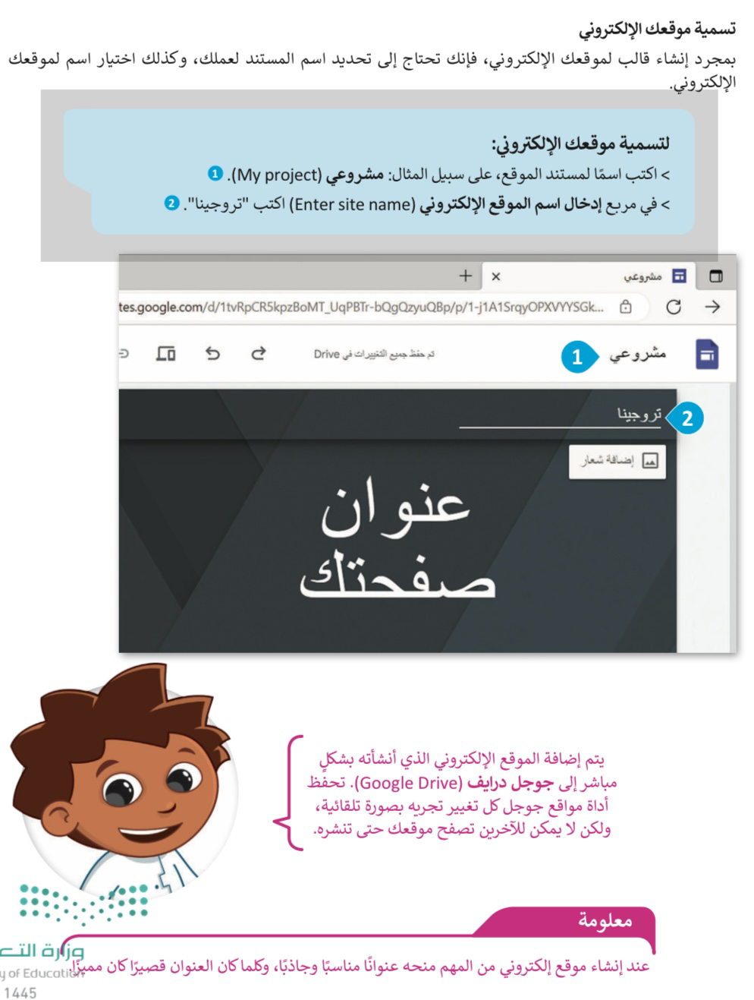 تسمية موقعك الإلكتروني
بمجرد إنشاء قالب لموقعك الإلكتروني، فإنك تحتاج إلى تحديد اسم المستند لعملك، وكذلك اختيار اسم لموقعك
الإلكتروني.
لتسمية موقعك الإلكتروني:
> اكتب اسمًا لمستند الموقع، على سبيل المثال: مشروعي (My project). 1
> في مربع إدخال اسم الموقع الإلكتروني (Enter site name) اكتب "تروجينا". 2
مشروعي
tes.google.com/d/1tvRpCR5kpzBoMT_UqPBTr-bQgQzyuQBp/p/1-j1A1SrqyOPXVYYSGk...
مشروعي 1 تم حفظ جميع التغييرات في Drive
تروجينا 2
إضافة شعار
عنوان
صفحتك
يتم إضافة الموقع الإلكتروني الذي أنشأته بشكلٍ
مباشر إلى جوجل درايف (Google Drive). تحفظ
أداة مواقع جوجل كل تغيير تجريه بصورة تلقائية،
ولكن لا يمكن للآخرين تصفح موقعك حتى تنشره.
معلومة
عند إنشاء موقع إلكتروني من المهم منحه عنوانًا مناسبًا وجاذبًا، وكلما كان العنوان قصيرًا كان مميزًا.
وزارة التع
y of Education
1445